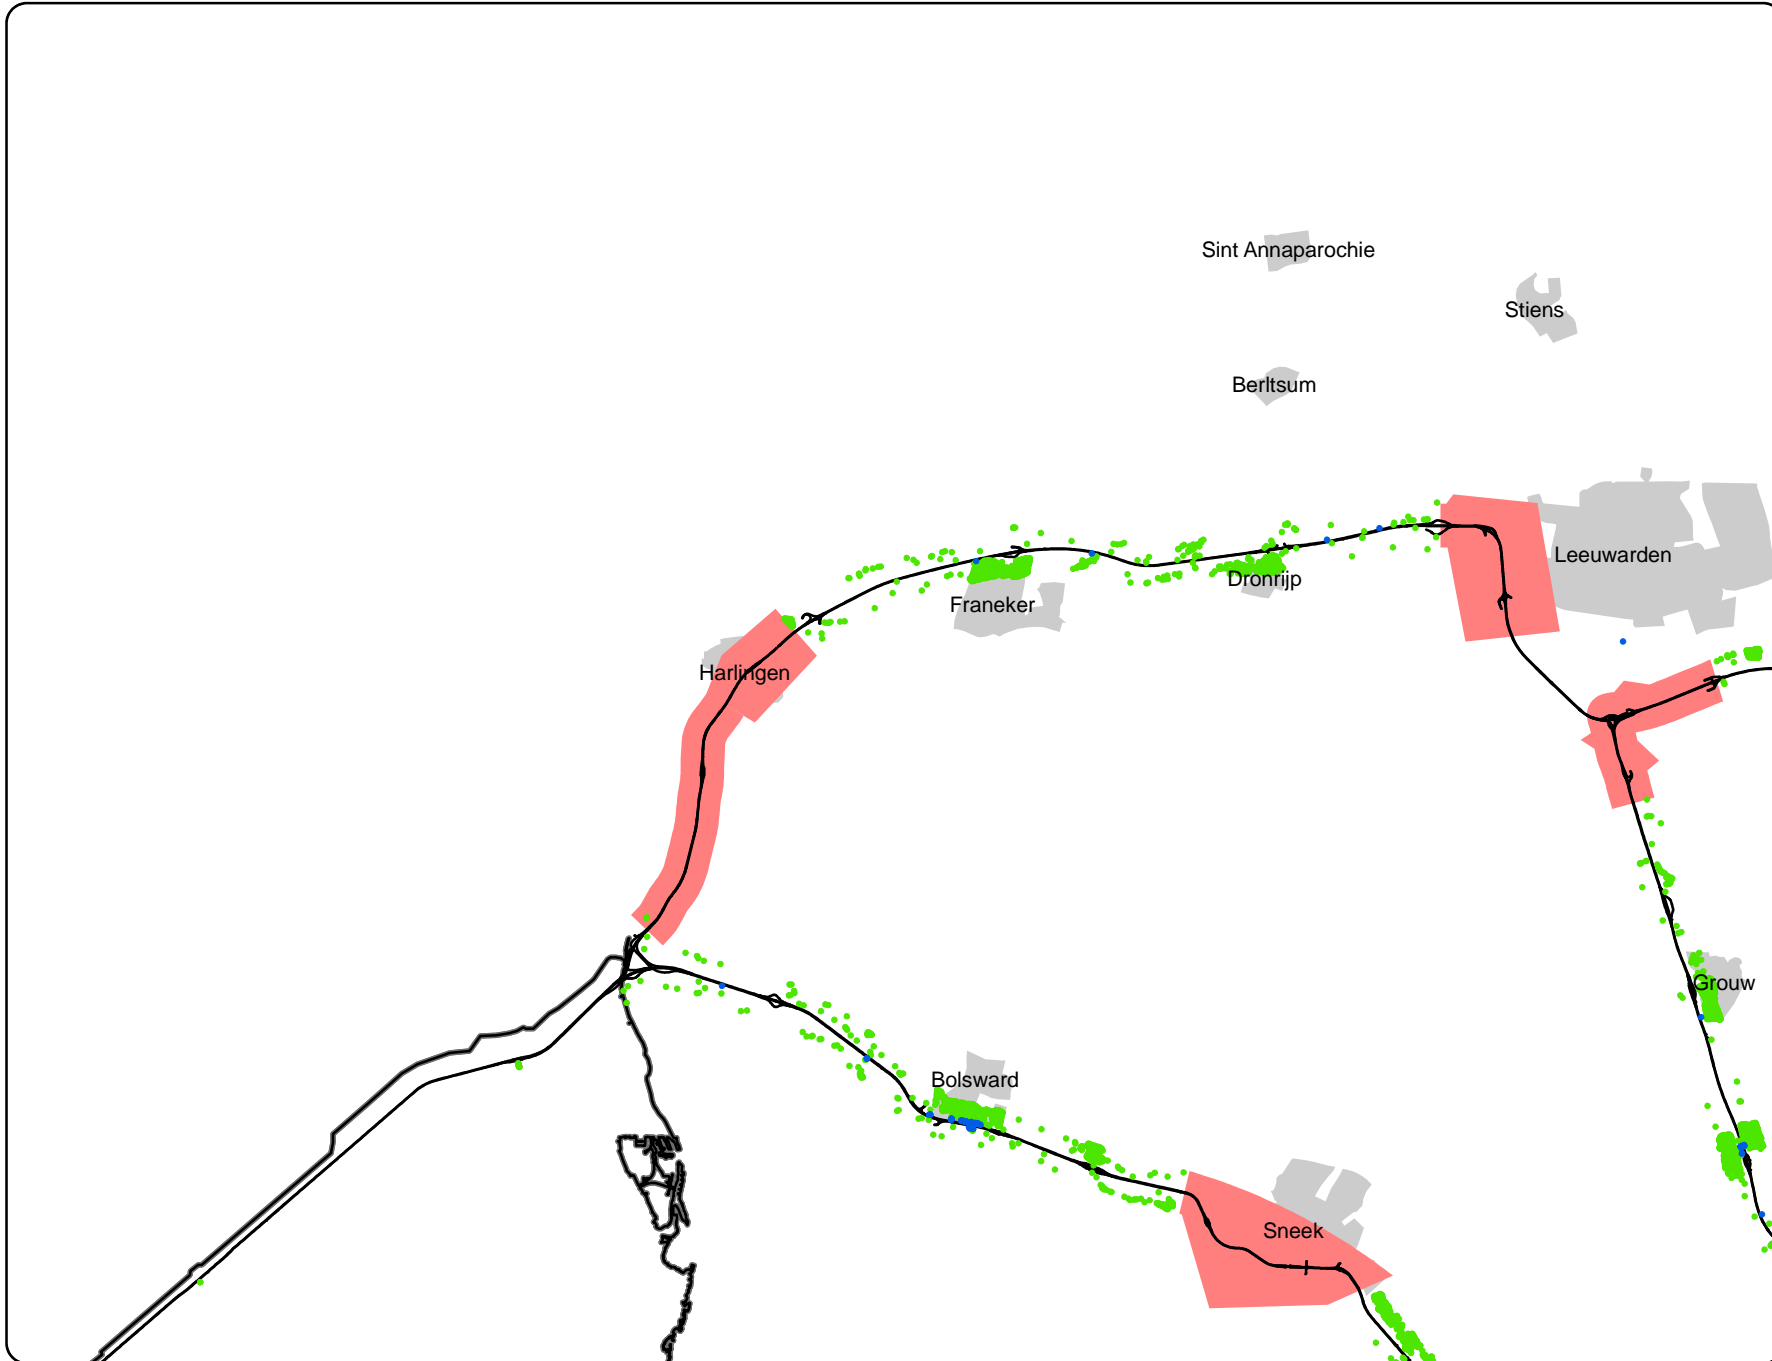 Sint Annaparochie
Stiens
Berltsum
Leeuwarden
Dronrijp
Franeker
Harlingen
Grouw
Bolsward
Sneek